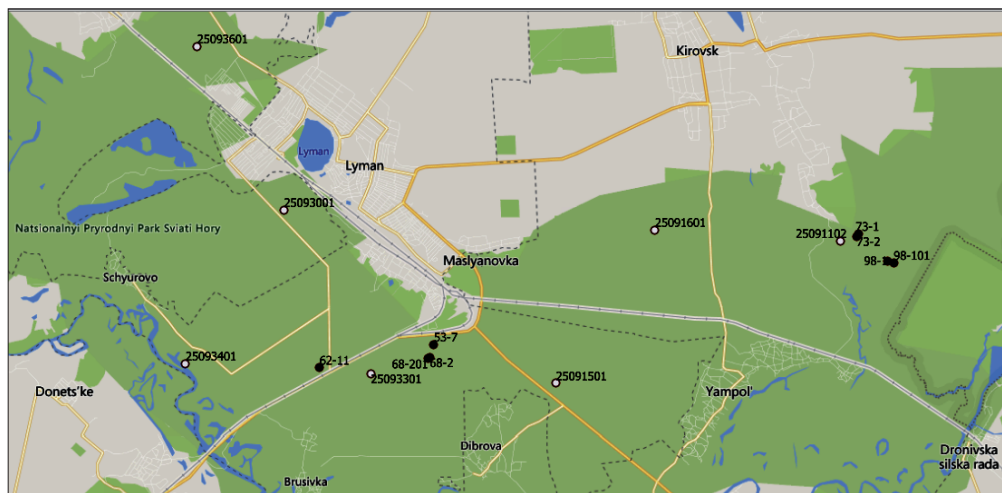 25093601
Kirovsk
Lyman
Lyman
25093001
Natsionalnyi Pryrodnyi Park Sviati Hory
25091601
73-1
25091102
73-2
Maslyanovka
98-1
98-101
Schyurovo
53-7
25093401
62-11
68-201
68-2
25093301
25091501
Donets'ke
Yampol'
Dibrova
Dronivska
silska rada
Brusivka